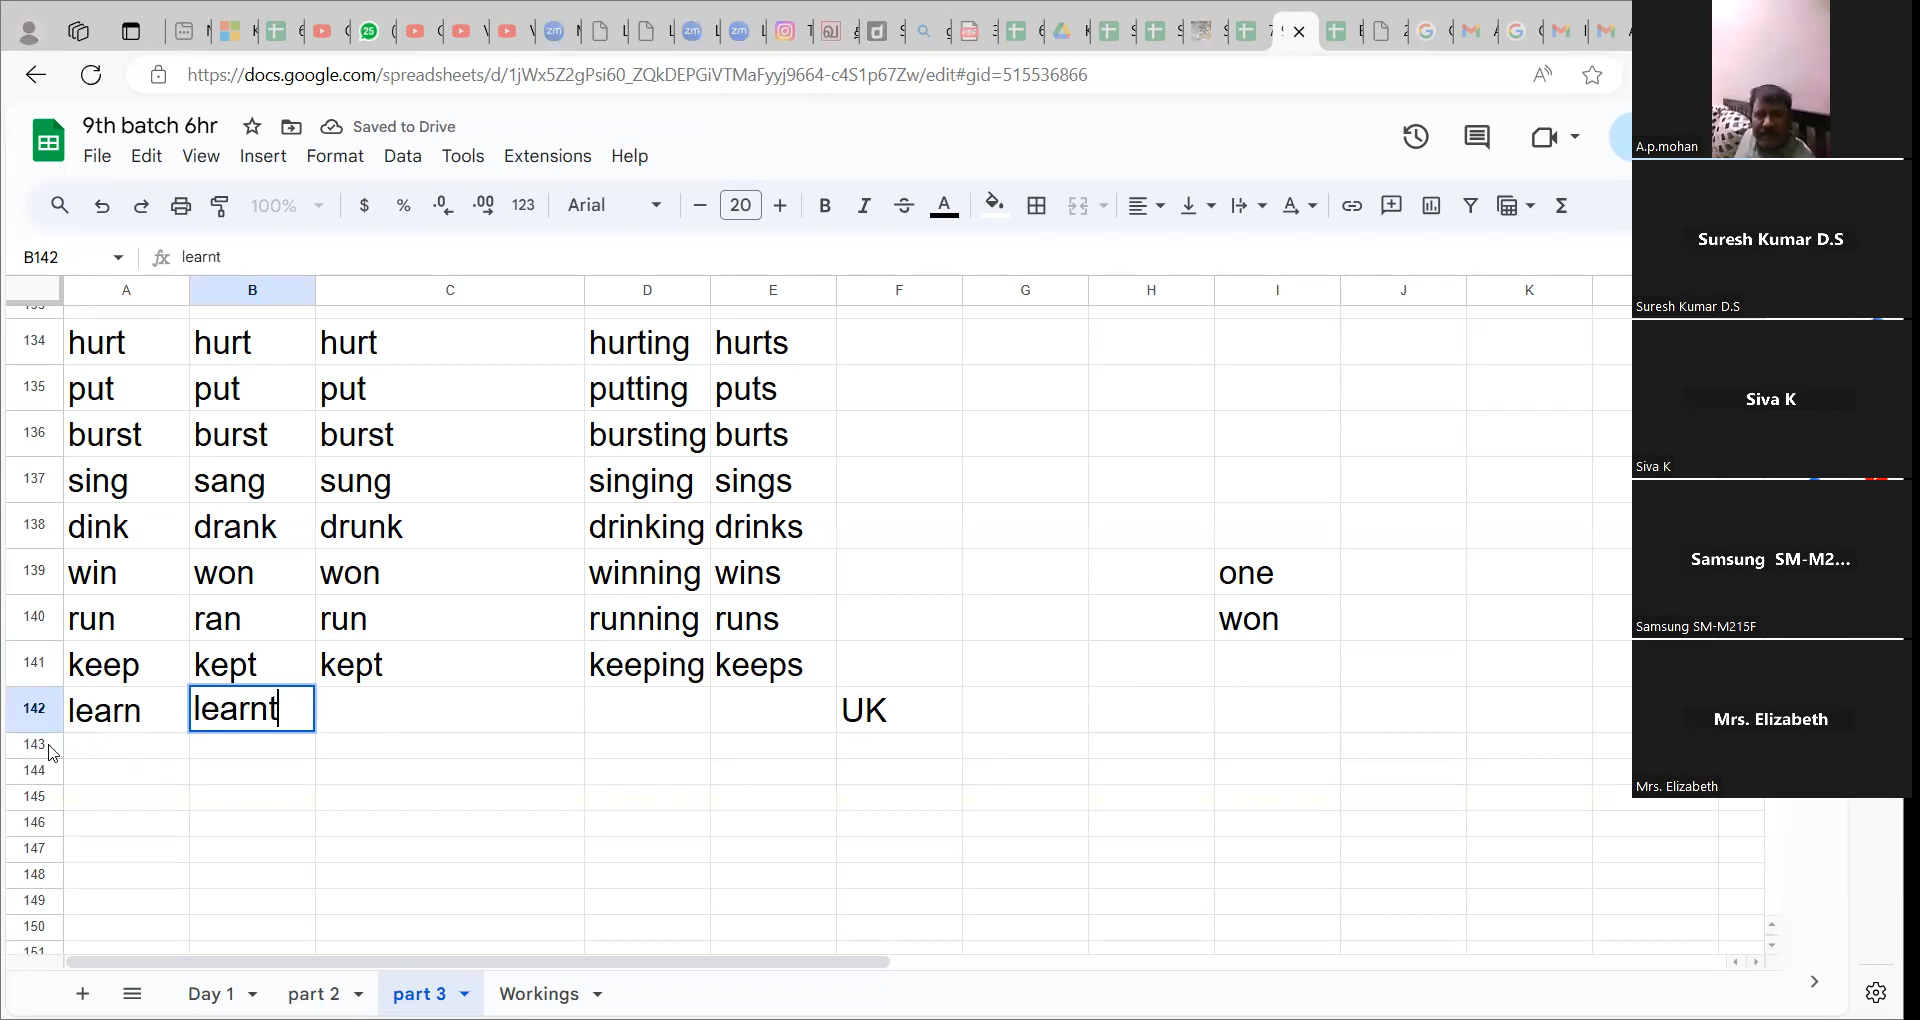 https://docs.google.com/spreadsheets/d/1jWx5Z2gPsi60_ZQkDEPGiVTMaFyyj9664-c4S1p67Zw/edit#gid=515536866
9th batch 6hr
Saved to Drive
File Edit View Insert Format Data Tools Extensions Help
100% $ % .0 .00 123 Arial 20
B142 fx learnt
A B C D E F G H I J K
134 hurt hurt hurt hurting hurts
135 put put put putting puts
136 burst burst burst bursting burts
137 sing sang sung singing sings
138 dink drank drunk drinking drinks
139 win won won winning wins one
140 run ran run running runs won
141 keep kept kept keeping keeps
142 learn learnt UK
143
144
145
146
147
148
149
150
151
Day 1 part 2 part 3 Workings
A.p.mohan
Suresh Kumar D.S
Suresh Kumar D.S
Siva K
Siva K
Samsung SM-M2...
Samsung SM-M215F
Mrs. Elizabeth
Mrs. Elizabeth